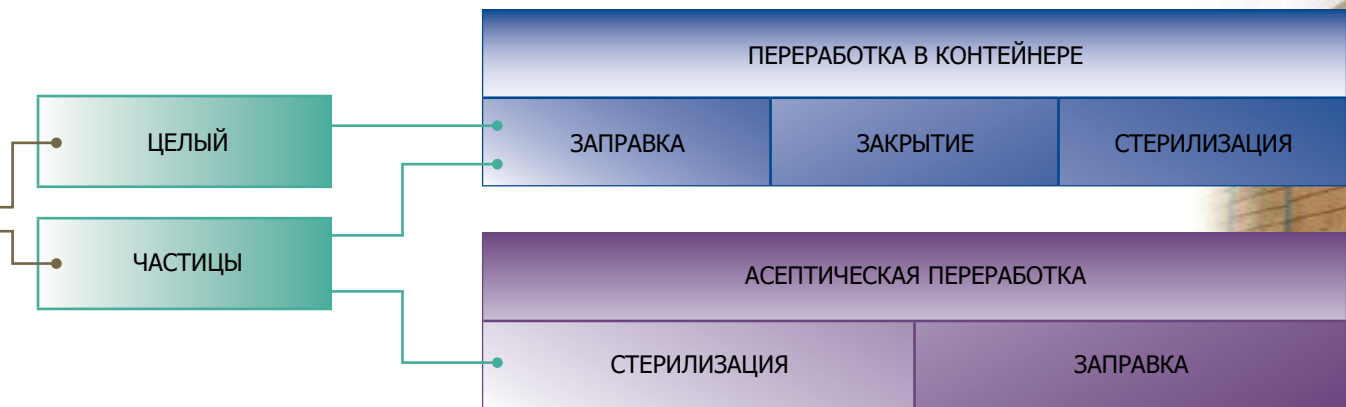 ПЕРЕРАБОТКА В КОНТЕЙНЕРЕ
ЦЕЛЫЙ
ЗАПРАВКА
ЗАКРЫТИЕ
СТЕРИЛИЗАЦИЯ
ЧАСТИЦЫ
АСЕПТИЧЕСКАЯ ПЕРЕРАБОТКА
СТЕРИЛИЗАЦИЯ
ЗАПРАВКА